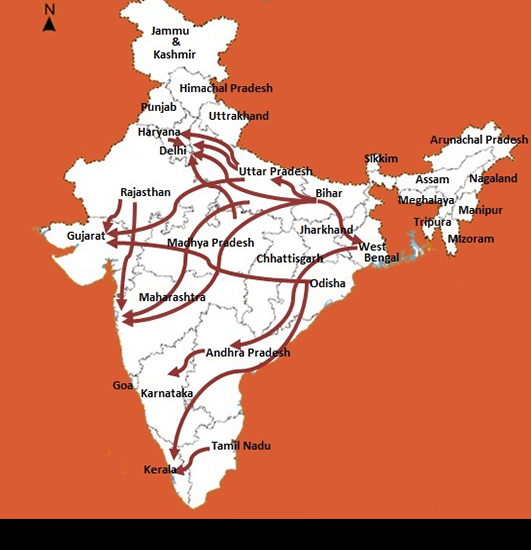 N
Jammu
&
Kashmir
Himachal Pradesh
Punjab
Uttrakhand
Haryana
Arunachal Pradesh
Delhi
Sikkim
Uttar Pradesh
Assam
Nagaland
Rajasthan
Bihar
Meghalaya
Manipur
Tripura
Gujarat
Jharkhand
Mizoram
Madhya Pradesh
West
Bengal
Chhattisgarh
Odisha
Maharashtra
Andhra Pradesh
Goa
Karnataka
Tamil Nadu
Kerala